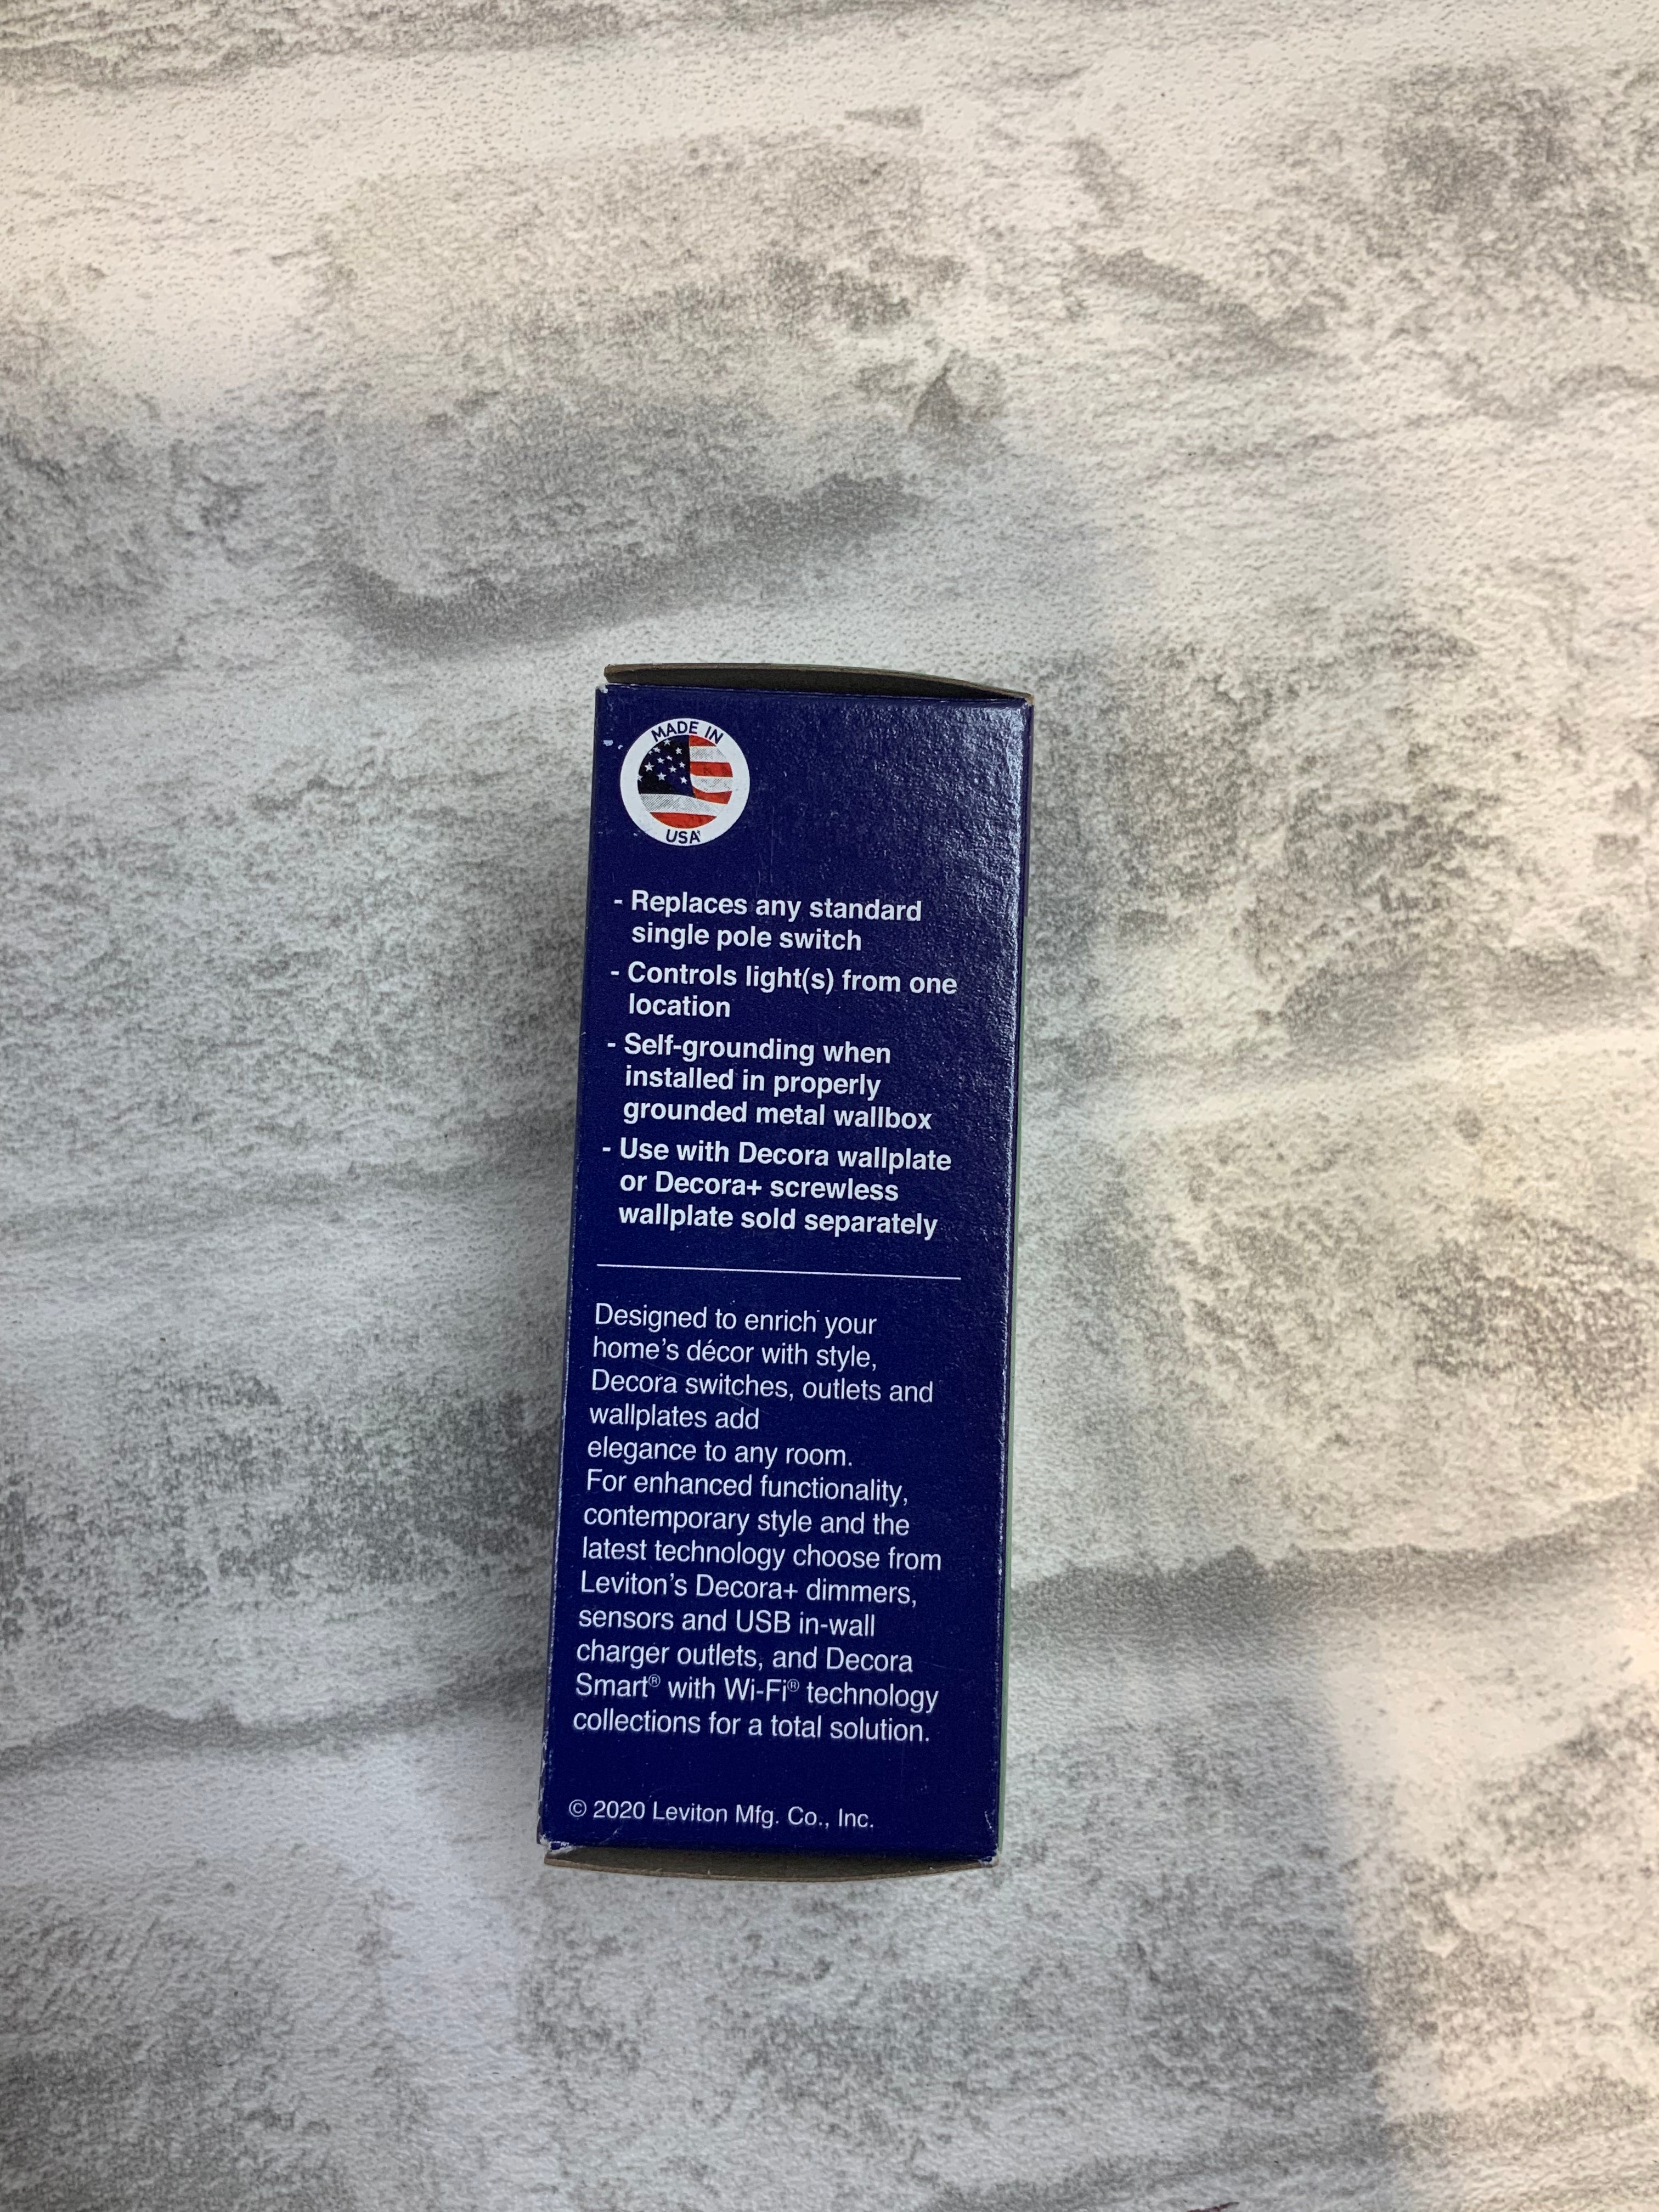 MADE IN
USA
- Replaces any standard
single pole switch
- Controls light(s) from one
location
- Self-grounding when
installed in properly
grounded metal wallbox
- Use with Decora wallplate
or Decora+ screwless
wallplate sold separately
Designed to enrich your
home's décor with style,
Decora switches, outlets and
wallplates add
elegance to any room.
For enhanced functionality,
contemporary style and the
latest technology choose from
Leviton's Decora+ dimmers,
sensors and USB in-wall
charger outlets, and Decora
Smart® with Wi-Fi® technology
collections for a total solution.
© 2020 Leviton Mfg. Co., Inc.